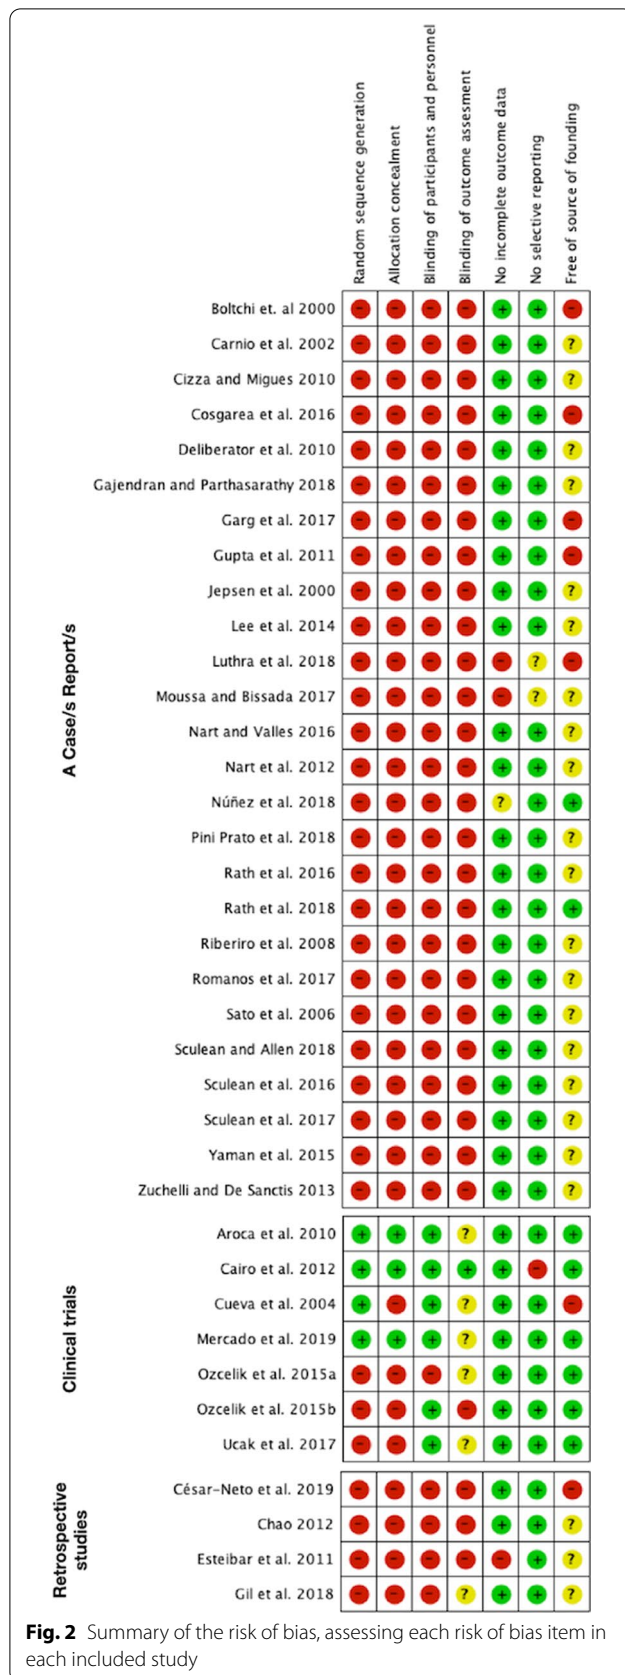 Random sequence generation
Allocation concealment
Blinding of participants and personnel
Blinding of outcome assesment
No incomplete outcome data
No selective reporting
Free of source of founding
A Case/s Report/s
Boltchi et. al 2000 - - - - + + -
Carnio et al. 2002 - - - - + + ?
Cizza and Migues 2010 - - - - + + ?
Cosgarea et al. 2016 - - - - + + -
Deliberator et al. 2010 - - - - + + ?
Gajendran and Parthasarathy 2018 - - - - + + ?
Garg et al. 2017 - - - - + + -
Gupta et al. 2011 - - - - + + -
Jepsen et al. 2000 - - - - + + ?
Lee et al. 2014 - - - - + + ?
Luthra et al. 2018 - - - - - ? -
Moussa and Bissada 2017 - - - - - ? ?
Nart and Valles 2016 - - - - + + ?
Nart et al. 2012 - - - - + + ?
Núñez et al. 2018 - - - - ? + +
Pini Prato et al. 2018 - - - - + + ?
Rath et al. 2016 - - - - + + ?
Rath et al. 2018 - - - - + + +
Riberiro et al. 2008 - - - - + + ?
Romanos et al. 2017 - - - - + + ?
Sato et al. 2006 - - - - + + ?
Sculean and Allen 2018 - - - - + + ?
Sculean et al. 2016 - - - - + + ?
Sculean et al. 2017 - - - - + + ?
Yaman et al. 2015 - - - - + + ?
Zuchelli and De Sanctis 2013 - - - - + + ?
Clinical trials
Aroca et al. 2010 + + + ? + + +
Cairo et al. 2012 + + + + + - +
Cueva et al. 2004 + - + ? + + -
Mercado et al. 2019 + + + ? + + +
Ozcelik et al. 2015a - - - ? + + +
Ozcelik et al. 2015b - - + - + + +
Ucak et al. 2017 - - + ? + + +
Retrospective
studies
César-Neto et al. 2019 - - - - + + -
Chao 2012 - - - - + + ?
Esteibar et al. 2011 - - - - - + ?
Gil et al. 2018 - - - ? + + ?
Fig. 2 Summary of the risk of bias, assessing each risk of bias item in
each included study